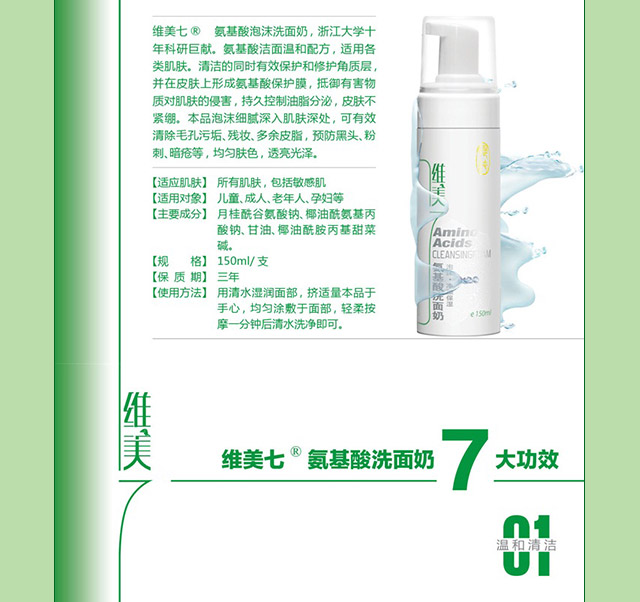 维美七® 氨基酸泡沫洗面奶，浙江大学十
年科研巨献。氨基酸洁面温和配方，适用各
类肌肤。清洁的同时有效保护和修护角质层，
并在皮肤上形成氨基酸保护膜，抵御有害物
质对肌肤的侵害，持久控制油脂分泌，皮肤不
紧绷。本品泡沫细腻深入肌肤深处，可有效
清除毛孔污垢、残妆、多余皮脂，预防黑头、粉
刺、暗疮等，均匀肤色，透亮光泽。
【适应肌肤】 所有肌肤，包括敏感肌
【适用对象】 儿童、成人、老年人、孕妇等
【主要成分】 月桂酰谷氨酸钠、椰油酰氨基丙
酸钠、甘油、椰油酰胺丙基甜菜
碱。
【规　　格】 150ml/ 支
【保 质 期】 三年
【使用方法】 用清水湿润面部，挤适量本品于
手心，均匀涂敷于面部，轻柔按
摩一分钟后清水洗净即可。
维美
Amino
Acids
CLEANSING FOAM
氨基酸洗面奶
e 150ml
维美
维美七® 氨基酸洗面奶 7 大功效
01
温和清洁